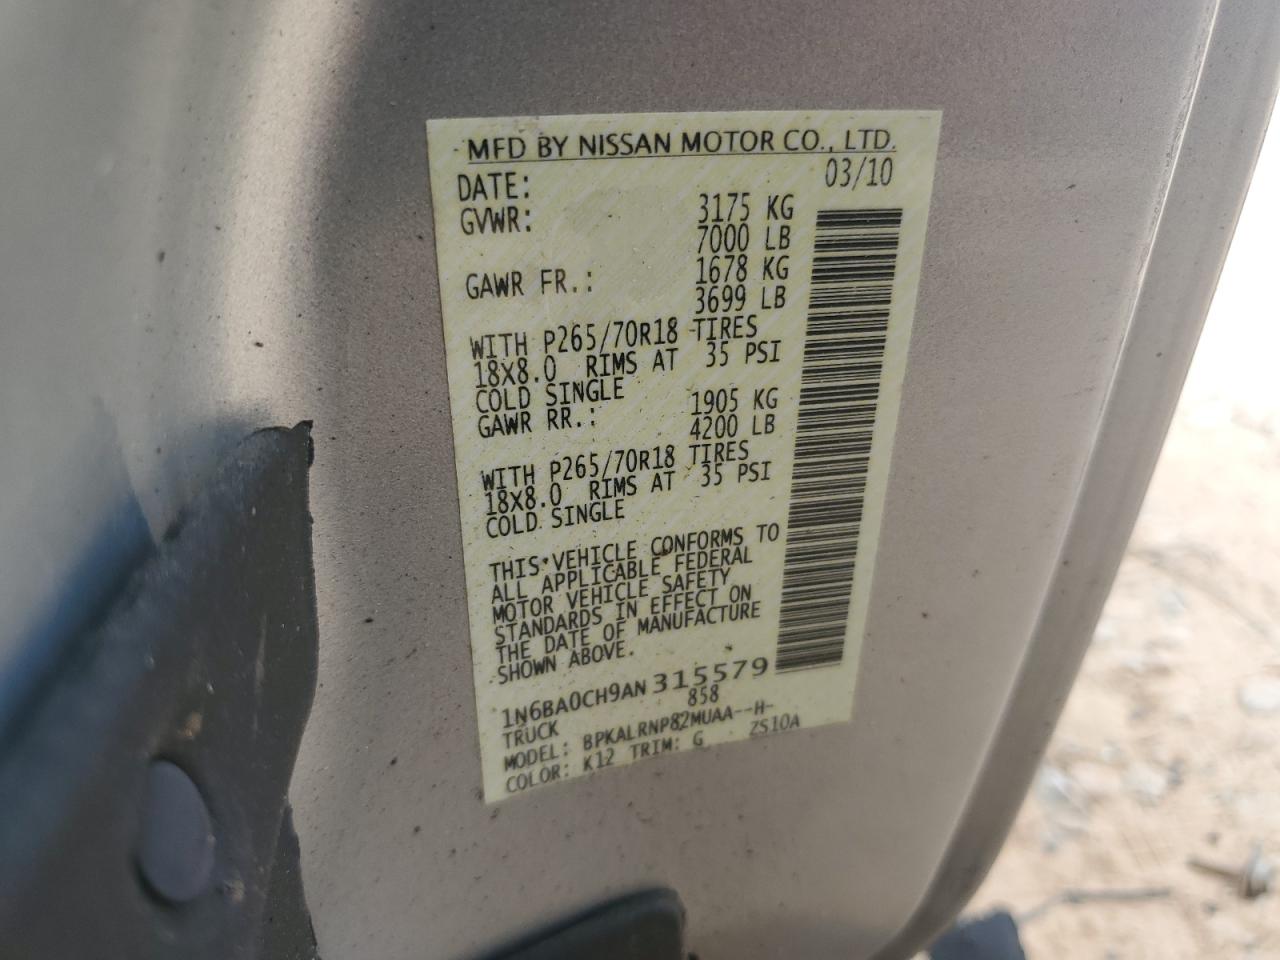 MFD BY NISSAN MOTOR CO., LTD.
DATE: 03/10
GVWR: 3175 KG
7000 LB
GAWR FR.: 1678 KG
3699 LB
WITH P265/70R18 TIRES
18X8.0 RIMS AT 35 PSI
COLD SINGLE
GAWR RR.: 1905 KG
4200 LB
WITH P265/70R18 TIRES
18X8.0 RIMS AT 35 PSI
COLD SINGLE
THIS VEHICLE CONFORMS TO
ALL APPLICABLE FEDERAL
MOTOR VEHICLE SAFETY
STANDARDS IN EFFECT ON
THE DATE OF MANUFACTURE
SHOWN ABOVE.
1N6BA0CH9AN315579
TRUCK 858
MODEL: BPKALRNP82MUAA--H-
COLOR: K12 TRIM: G ZS10A